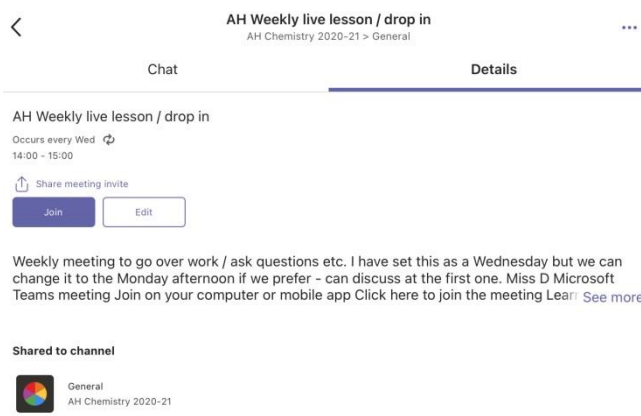 AH Weekly live lesson / drop in
AH Chemistry 2020-21 > General
Chat
Details
AH Weekly live lesson / drop in
Occurs every Wed
14:00 - 15:00
Share meeting invite
Join
Edit
Weekly meeting to go over work / ask questions etc. I have set this as a Wednesday but we can
change it to the Monday afternoon if we prefer - can discuss at the first one. Miss D Microsoft
Teams meeting Join on your computer or mobile app Click here to join the meeting Lear See more
Shared to channel
General
AH Chemistry 2020-21